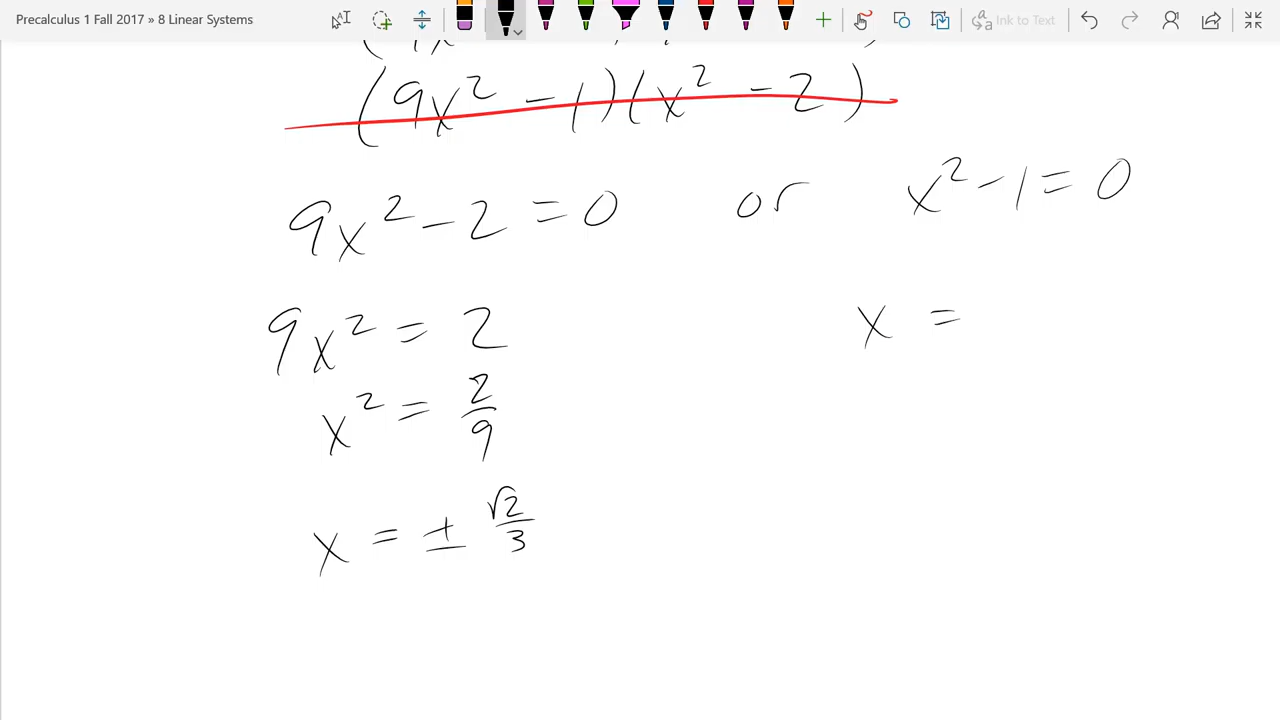 Precalculus 1 Fall 2017 » 8 Linear Systems
Ink to Text
(9x² - 1)(x² - 2)
9x² - 2 = 0 or x² - 1 = 0
9x² = 2 x =
x² = 2/9
x = ± √2/3